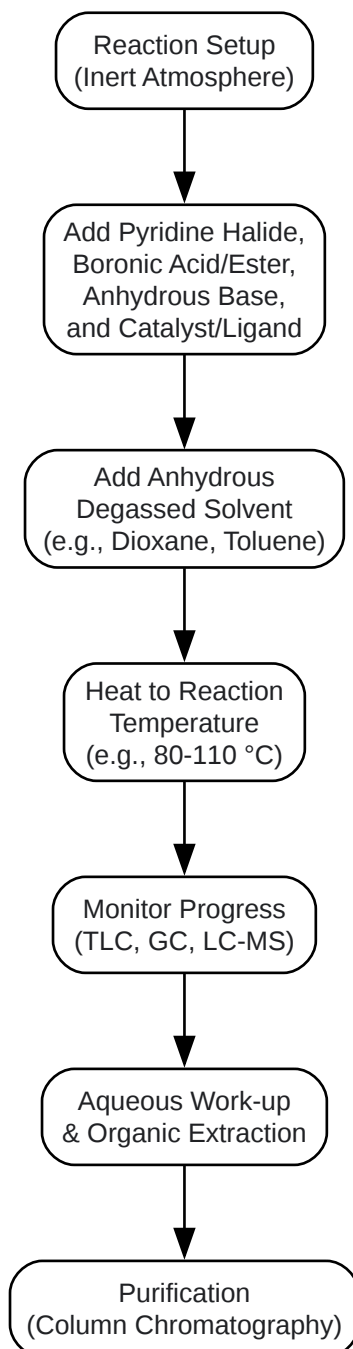 Reaction Setup
(Inert Atmosphere)
Add Pyridine Halide,
Boronic Acid/Ester,
Anhydrous Base,
and Catalyst/Ligand
Add Anhydrous
Degassed Solvent
(e.g., Dioxane, Toluene)
Heat to Reaction
Temperature
(e.g., 80-110 °C)
Monitor Progress
(TLC, GC, LC-MS)
Aqueous Work-up
& Organic Extraction
Purification
(Column Chromatography)